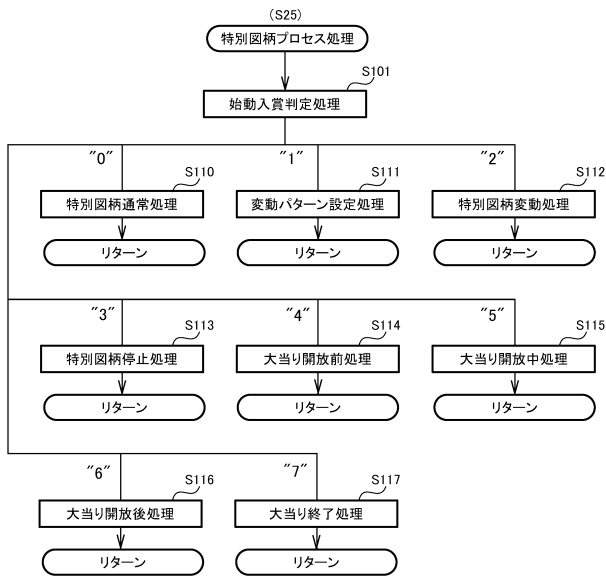 (S25)
特別図柄プロセス処理
S101
始動入賞判定処理
"0"
"1"
"2"
S110
S111
S112
特別図柄通常処理
変動パターン設定処理
特別図柄変動処理
リターン
リターン
リターン
"3"
"4"
"5"
S113
S114
S115
特別図柄停止処理
大当り開放前処理
大当り開放中処理
リターン
リターン
リターン
"6"
"7"
S116
S117
大当り開放後処理
大当り終了処理
リターン
リターン